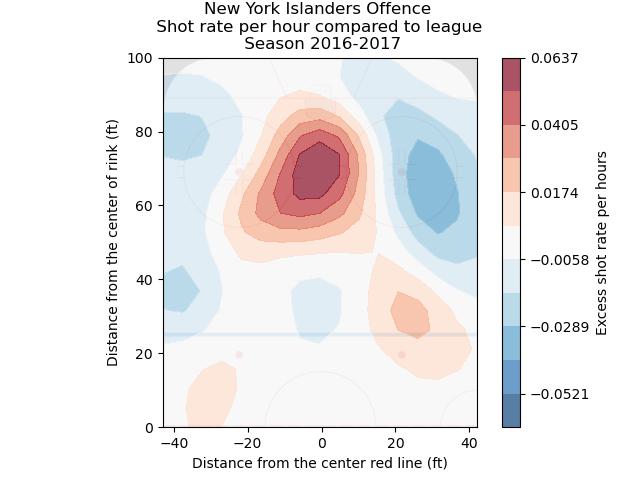 New York Islanders Offence
Shot rate per hour compared to league
Season 2016-2017
100
80
60
40
20
0
−40
−20
0
20
40
Distance from the center of rink (ft)
Distance from the center red line (ft)
0.0637
0.0405
0.0174
−0.0058
−0.0289
−0.0521
Excess shot rate per hours